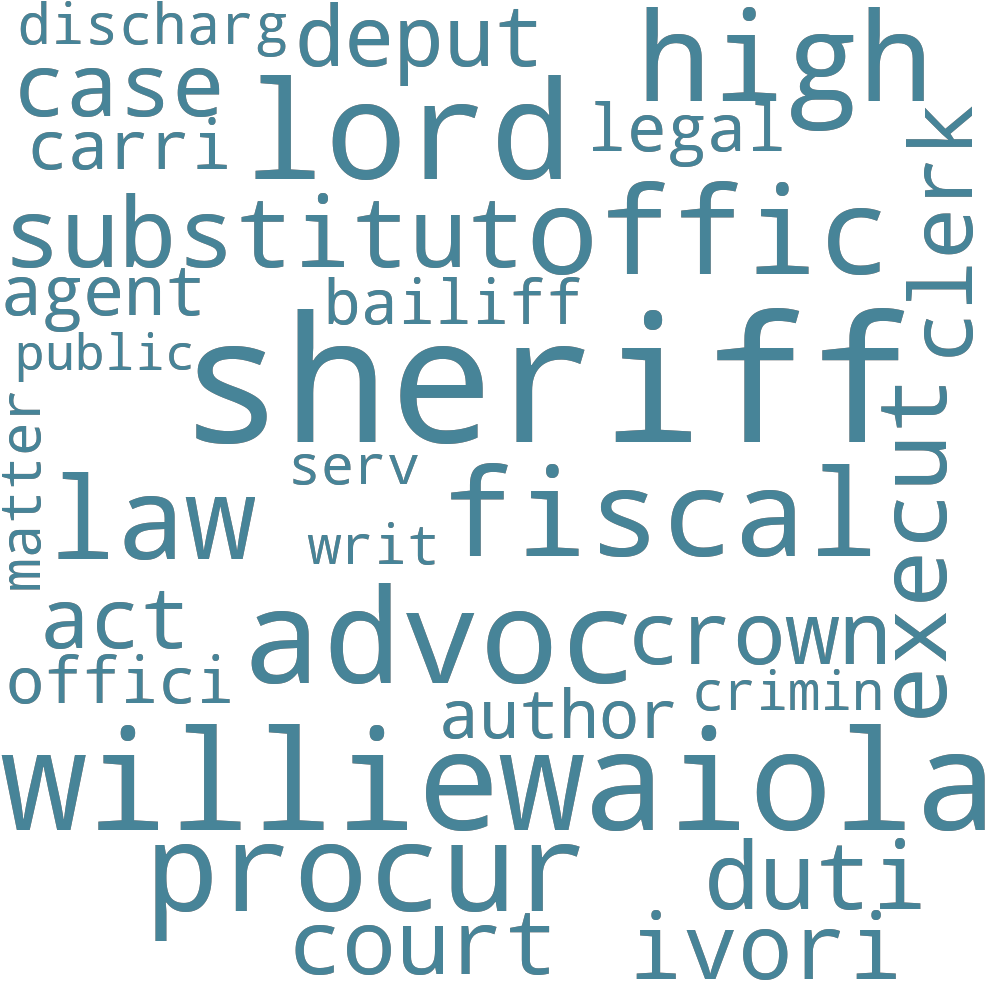 discharg
deput
high
case
lord
carri
legal
clerk
substitut
offic
agent
bailiff
public
sheriff
matter
execut
serv
law
fiscal
writ
act
advoc
crown
offici
crimin
author
williewaiola
procur
duti
court
ivori